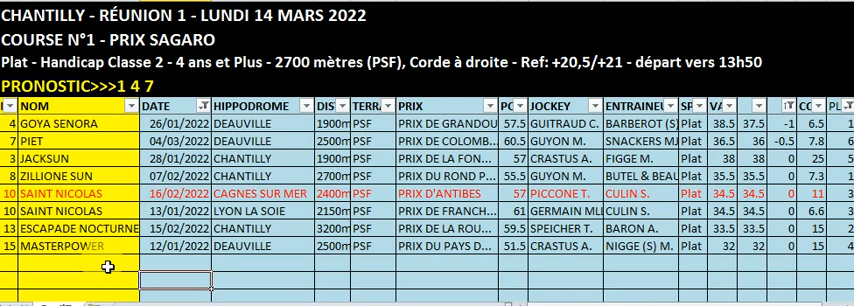 CHANTILLY - RÉUNION 1 - LUNDI 14 MARS 2022
COURSE N°1 - PRIX SAGARO
Plat - Handicap Classe 2 - 4 ans et Plus - 2700 mètres (PSF), Corde à droite - Ref: +20,5/+21 - départ vers 13h50
PRONOSTIC>>>1 4 7
NOM DATE HIPPODROME DIS TERRA PRIX PO JOCKEY ENTRAINEU SP VA CO PL
4 GOYA SENORA 26/01/2022 DEAUVILLE 1900m PSF PRIX DE GRANDOU 57.5 GUITRAUD C. BARBEROT (S) Plat 38.5 37.5 -1 6.5 1
7 PIET 04/03/2022 DEAUVILLE 2500m PSF PRIX DE COLOMB... 60.5 GUYON M. SNACKERS MJ Plat 36.5 36 -0.5 7.8 6
3 JACKSUN 28/01/2022 CHANTILLY 1900m PSF PRIX DE LA FON... 57 CRASTUS A. FIGGE M. Plat 38 38 0 25 5
8 ZILLIONE SUN 07/02/2022 CHANTILLY 1900m PSF PRIX DU ROND P... 55.5 GUYON M. BUTEL & BEAU Plat 35.5 35.5 0 7.3 1
10 SAINT NICOLAS 16/02/2022 CAGNES SUR MER 2400m PSF PRIX D'ANTIBES 57 PICCONE T. CULIN S. Plat 34.5 34.5 0 11 3
10 SAINT NICOLAS 13/01/2022 LYON LA SOIE 2150m PSF PRIX DE FRANCH... 61 GERMAIN MLL CULIN S. Plat 34.5 34.5 0 6.6 3
13 ESCAPADE NOCTURNE 15/02/2022 CHANTILLY 3200m PSF PRIX DE LA ROU... 59.5 SPEICHER T. BARON A. Plat 33.5 33.5 0 15 2
15 MASTERPOWER 12/01/2022 DEAUVILLE 2500m PSF PRIX DU PAYS D... 51.5 CRASTUS A. NIGGE (S) M. Plat 32 32 0 15 4